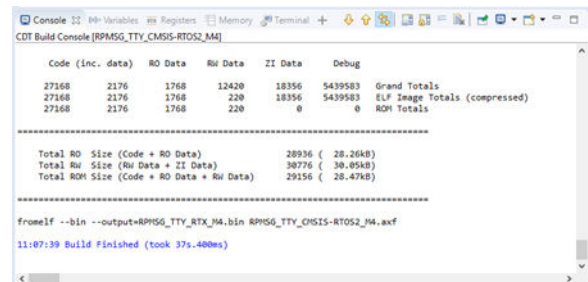 Console Variables Registers Memory Terminal
CDT Build Console [RPMSG_TTY_CMSIS-RTOS2_M4]
Code (inc. data) RO Data RW Data ZI Data Debug
27168 2176 1768 12420 18356 5439583 Grand Totals
27168 2176 1768 220 18356 5439583 ELF Image Totals (compressed)
27168 2176 1768 220 0 0 ROM Totals
==============================================================================
Total RO Size (Code + RO Data) 28936 ( 28.26kB)
Total RW Size (RW Data + ZI Data) 30776 ( 30.05kB)
Total ROM Size (Code + RO Data + RW Data) 29156 ( 28.47kB)
==============================================================================
fromelf --bin --output=RPMSG_TTY_RTX_M4.bin RPMSG_TTY_CMSIS-RTOS2_M4.axf
11:07:39 Build Finished (took 37s.400ms)